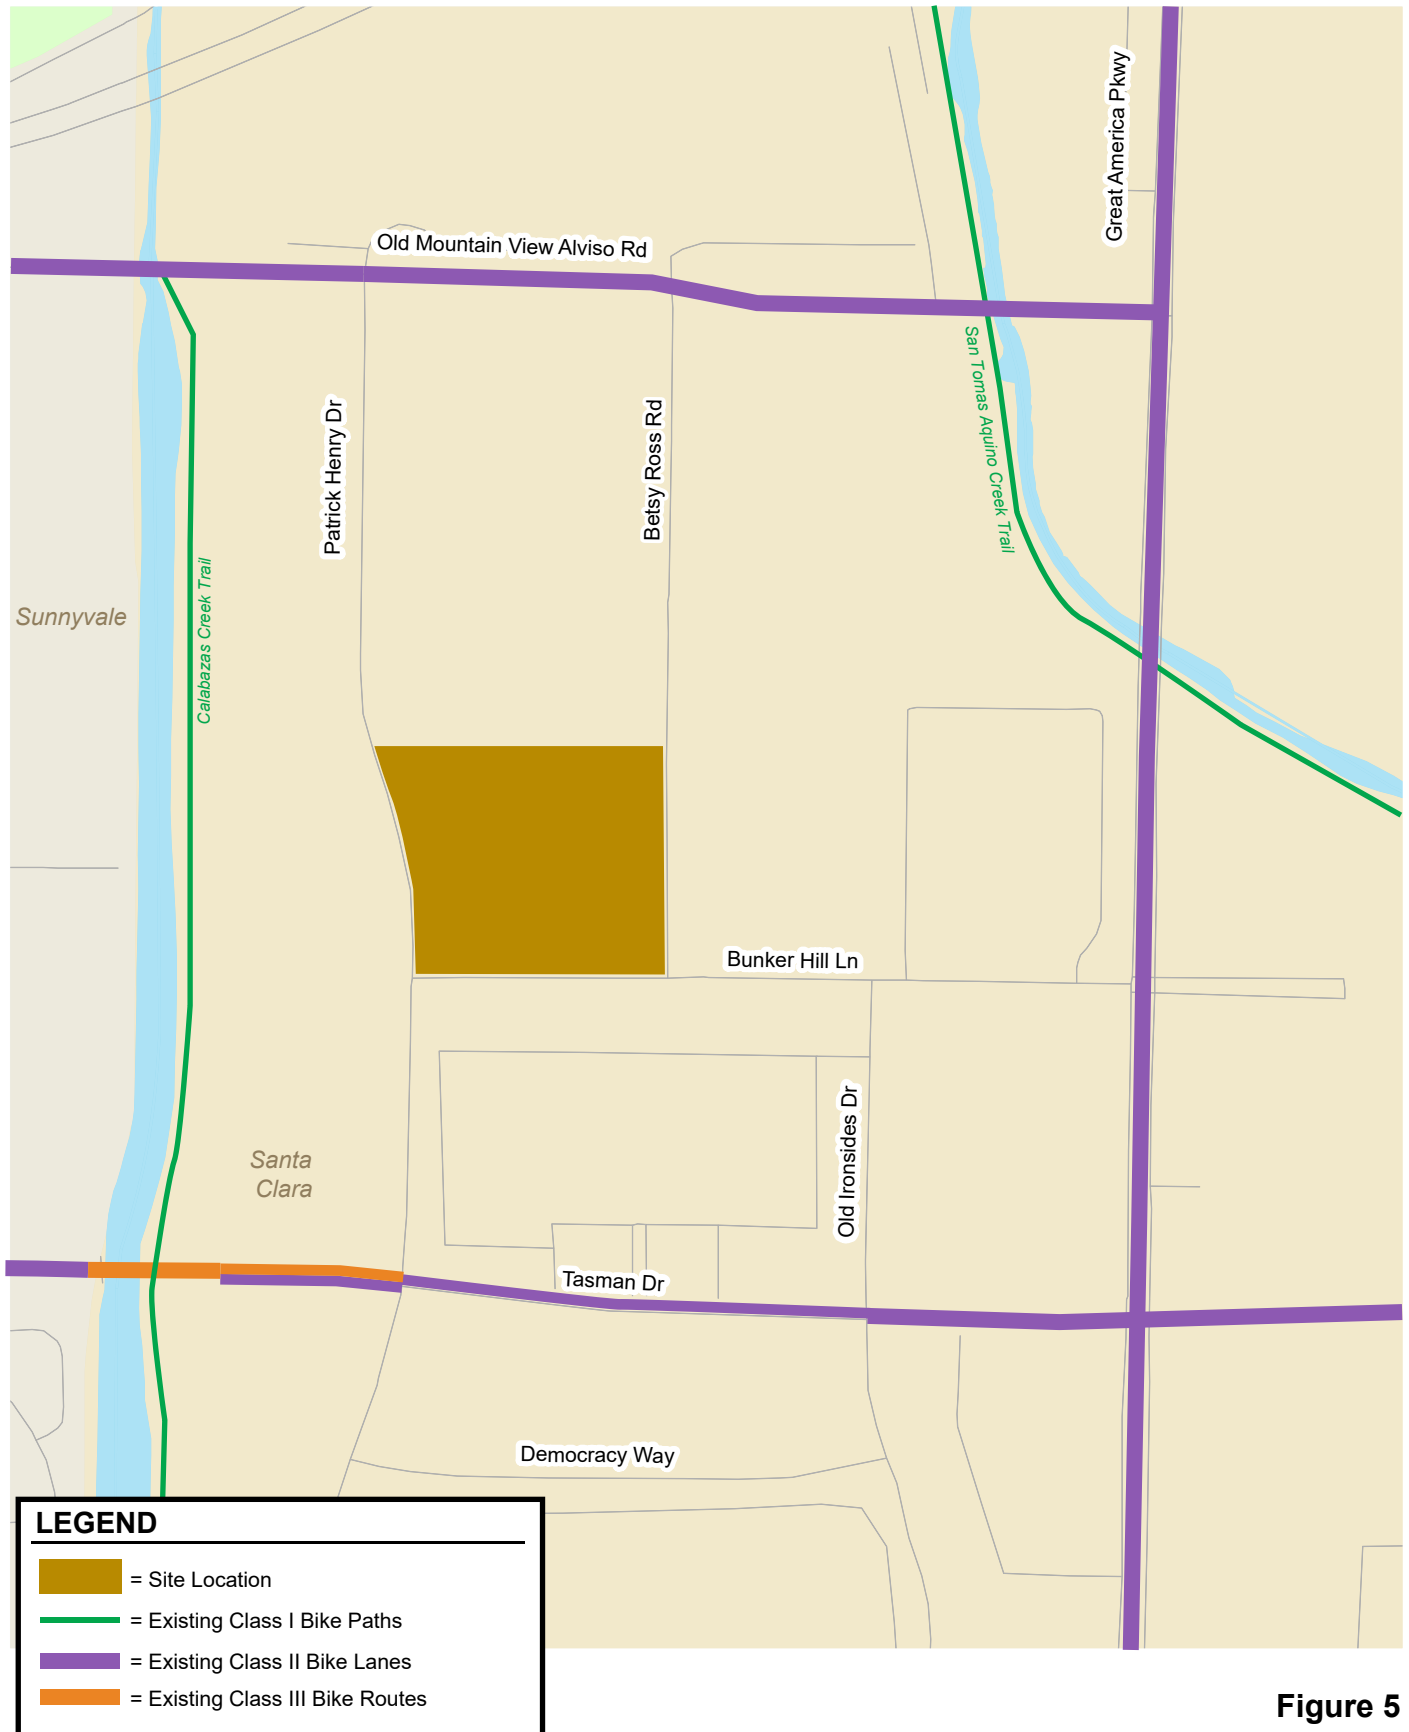 Great America Pkwy
Old Mountain View Alviso Rd
San Tomas Aquino Creek Trail
Patrick Henry Dr
Betsy Ross Rd
Calabazas Creek Trail
Sunnyvale
Bunker Hill Ln
Old Ironsides Dr
Santa
Clara
Tasman Dr
Democracy Way
LEGEND
= Site Location
= Existing Class I Bike Paths
= Existing Class II Bike Lanes
= Existing Class III Bike Routes
Figure 5